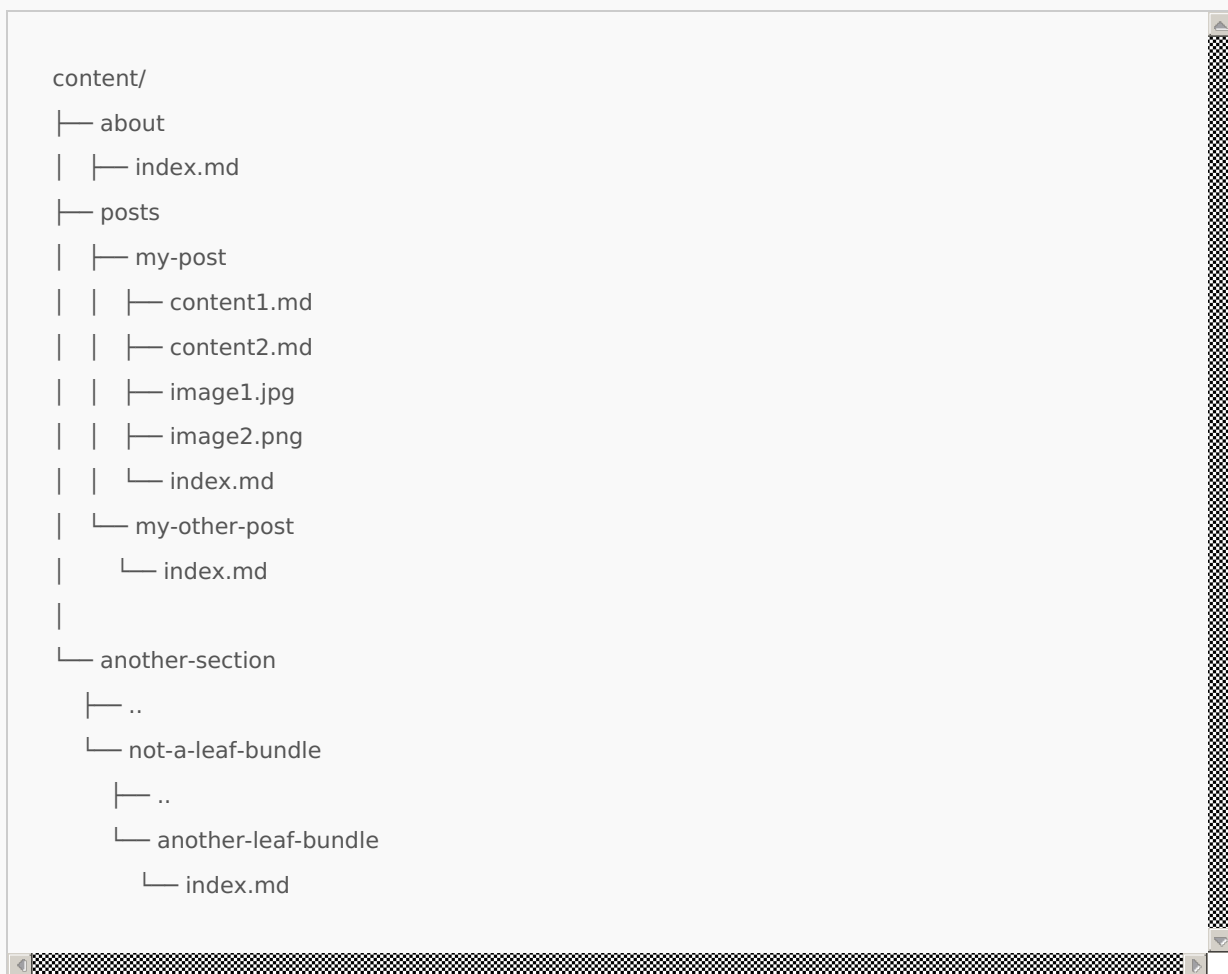 content/
├── about
│   ├── index.md
├── posts
│   ├── my-post
│   │   ├── content1.md
│   │   ├── content2.md
│   │   ├── image1.jpg
│   │   ├── image2.png
│   │   └── index.md
│   └── my-other-post
│       └── index.md
│
└── another-section
    ├── ..
    └── not-a-leaf-bundle
        ├── ..
        └── another-leaf-bundle
            └── index.md